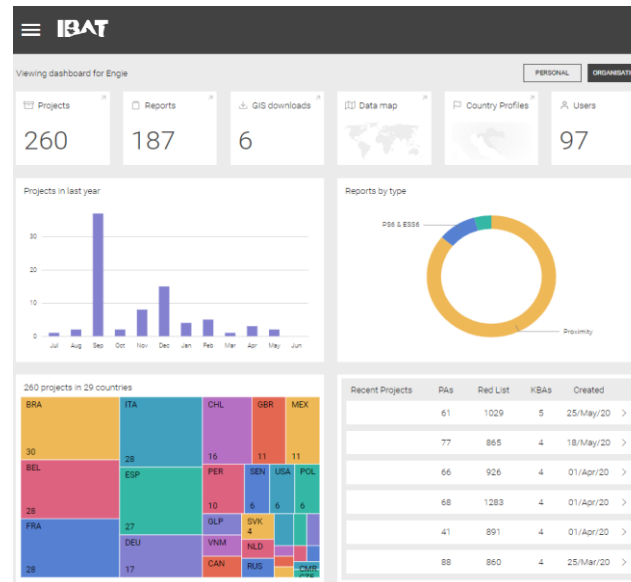 IBAT
Viewing dashboard for Engie
PERSONAL
Projects
Reports
GIS downloads
Data map
Country Profiles
Users
260
187
6
97
Projects in last year
30
20
10
0
Jul Aug Sep Oct Nov Dec Jan Feb Mar Apr May Jun
Reports by type
PS6 & ESS6
Proximity
260 projects in 29 countries
BRA
30
BEL
28
FRA
28
ITA
28
ESP
27
DEU
17
CHL
16
GBR
11
MEX
11
PER
10
SEN
6
USA
6
POL
6
GLP
VNM
CAN
SVK
4
NLD
RUS
CMR
Recent Projects PAs Red List KBAs Created
61 1029 5 25/May/20 >
77 865 4 18/May/20 >
66 926 4 01/Apr/20 >
68 1283 4 01/Apr/20 >
41 891 4 01/Apr/20 >
88 860 4 25/Mar/20 >